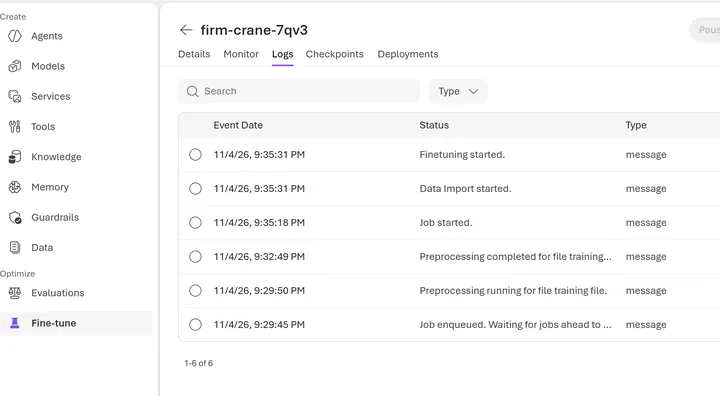 Create
Agents
Models
Services
Tools
Knowledge
Memory
Guardrails
Data
Optimize
Evaluations
Fine-tune
firm-crane-7qv3
Details Monitor Logs Checkpoints Deployments
Search Type
Event Date Status Type
11/4/26, 9:35:31 PM Finetuning started. message
11/4/26, 9:35:31 PM Data Import started. message
11/4/26, 9:35:18 PM Job started. message
11/4/26, 9:32:49 PM Preprocessing completed for file training... message
11/4/26, 9:29:50 PM Preprocessing running for file training file. message
11/4/26, 9:29:45 PM Job enqueued. Waiting for jobs ahead to ... message
1-6 of 6